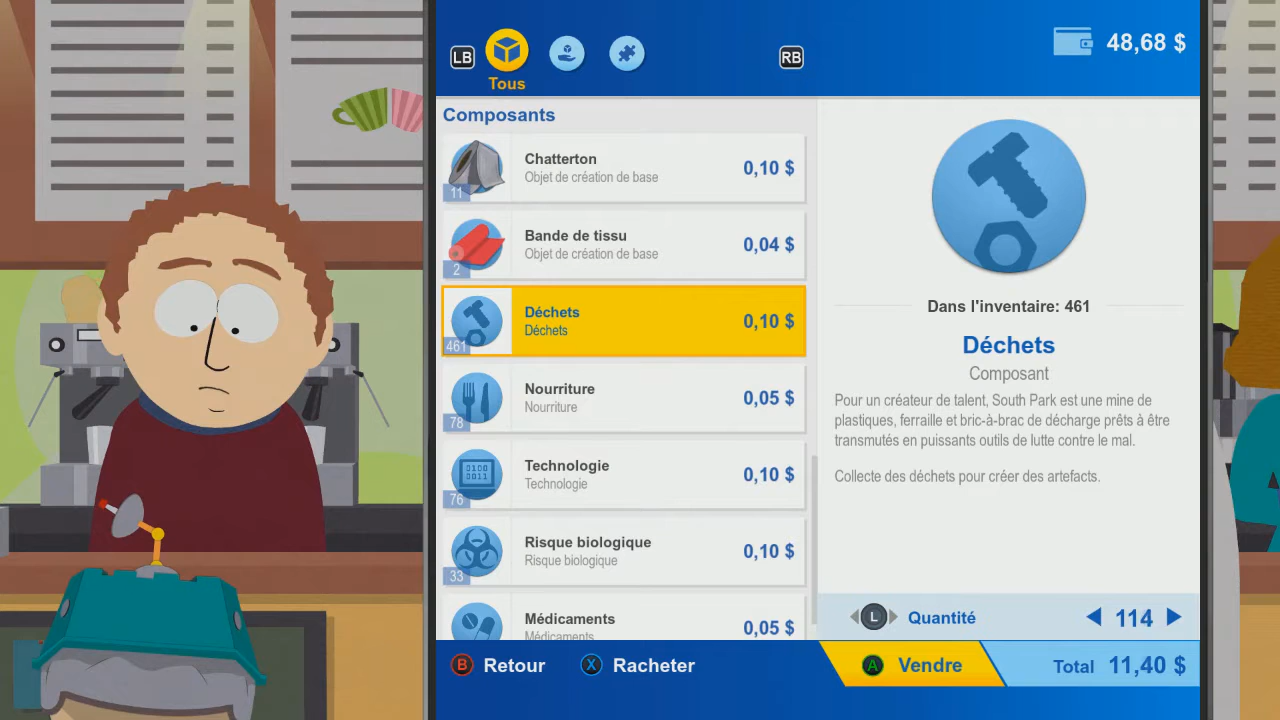 LB
Tous
RB
48,68 $
Composants
Chatterton
Objet de création de base
0,10 $
11
Bande de tissu
Objet de création de base
0,04 $
2
Déchets
Déchets
0,10 $
461
Nourriture
Nourriture
0,05 $
78
Technologie
Technologie
0,10 $
0100
0011
76
Risque biologique
Risque biologique
0,10 $
33
Médicaments
Médicaments
0,05 $
Dans l'inventaire: 461
Déchets
Composant
Pour un créateur de talent, South Park est une mine de
plastiques, ferraille et bric-à-brac de décharge prêts à être
transmutés en puissants outils de lutte contre le mal.
Collecte des déchets pour créer des artefacts.
L Quantité 114
B Retour
X Racheter
A Vendre
Total 11,40 $